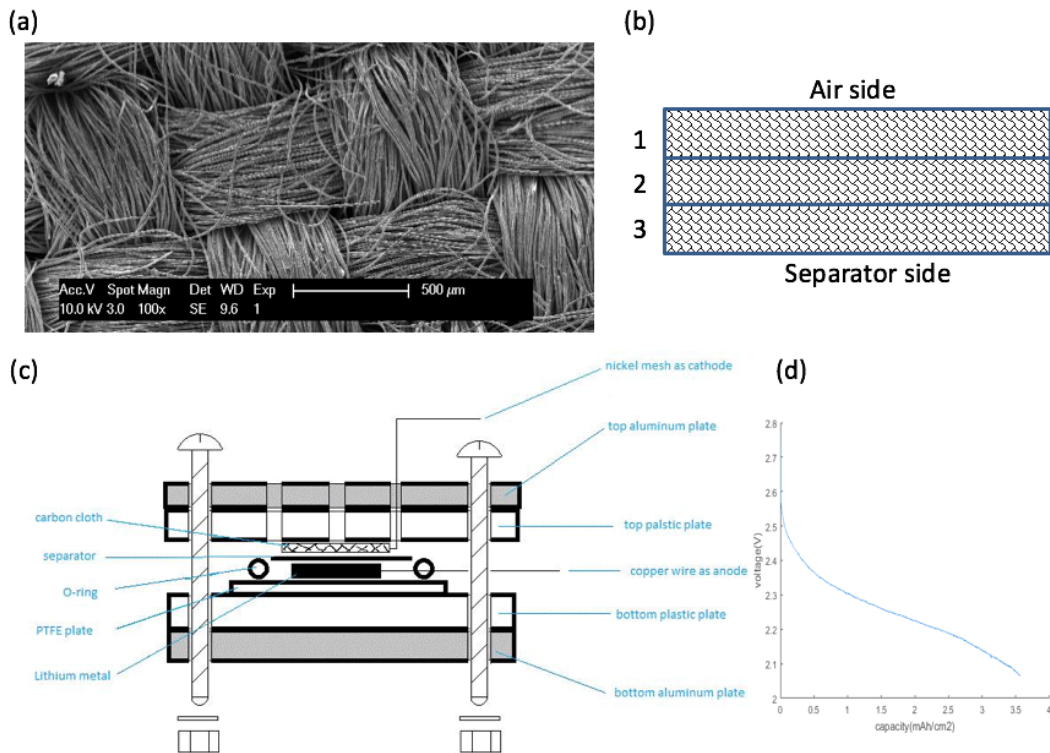 (a)
Acc.V Spot Magn Det WD Exp
10.0 kV 3.0 100x SE 9.6 1
500 µm
(b)
Air side
1
2
3
Separator side
(c)
nickel mesh as cathode
top aluminum plate
carbon cloth
top palstic plate
separator
copper wire as anode
O-ring
bottom plastic plate
PTFE plate
Lithium metal
bottom aluminum plate
(d)
2.8
2.7
2.6
2.5
2.4
2.3
2.2
2.1
2
voltage(V)
0 0.5 1 1.5 2 2.5 3 3.5 4
capacity(mAh/cm2)